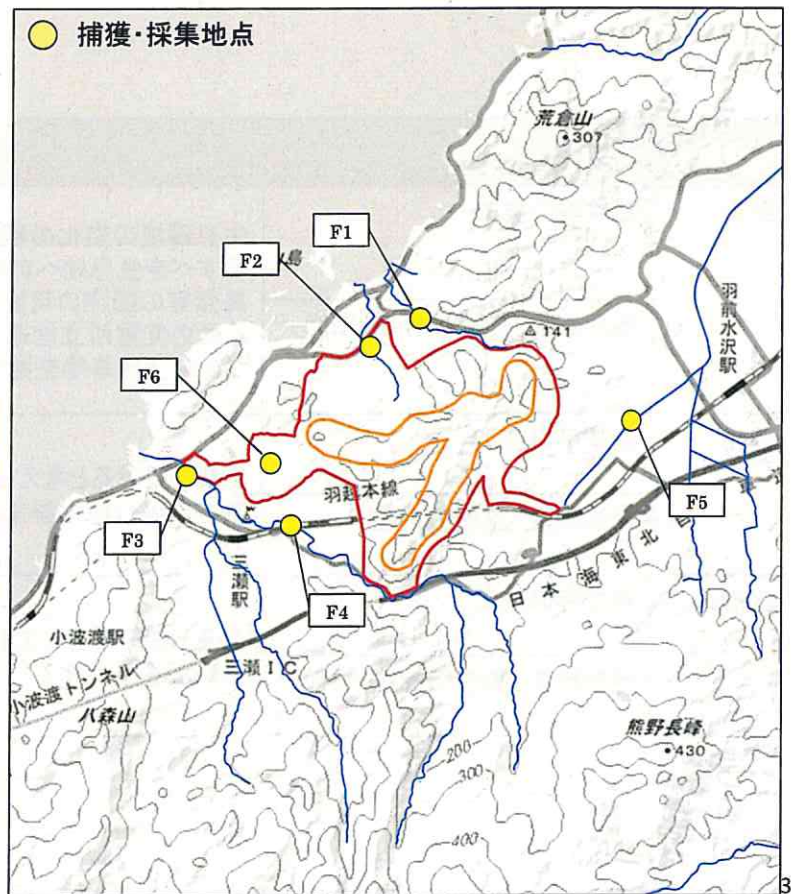 捕獲・採集地点
荒倉山
・307
F1
島
F2
羽前水沢駅
△ 141
F6
羽越本線
F5
F3
三瀬駅
日本海東北自
道
F4
小波渡駅
三瀬IC
小波渡トンネル
八森山
熊野長峰
・430
200
300
400
3